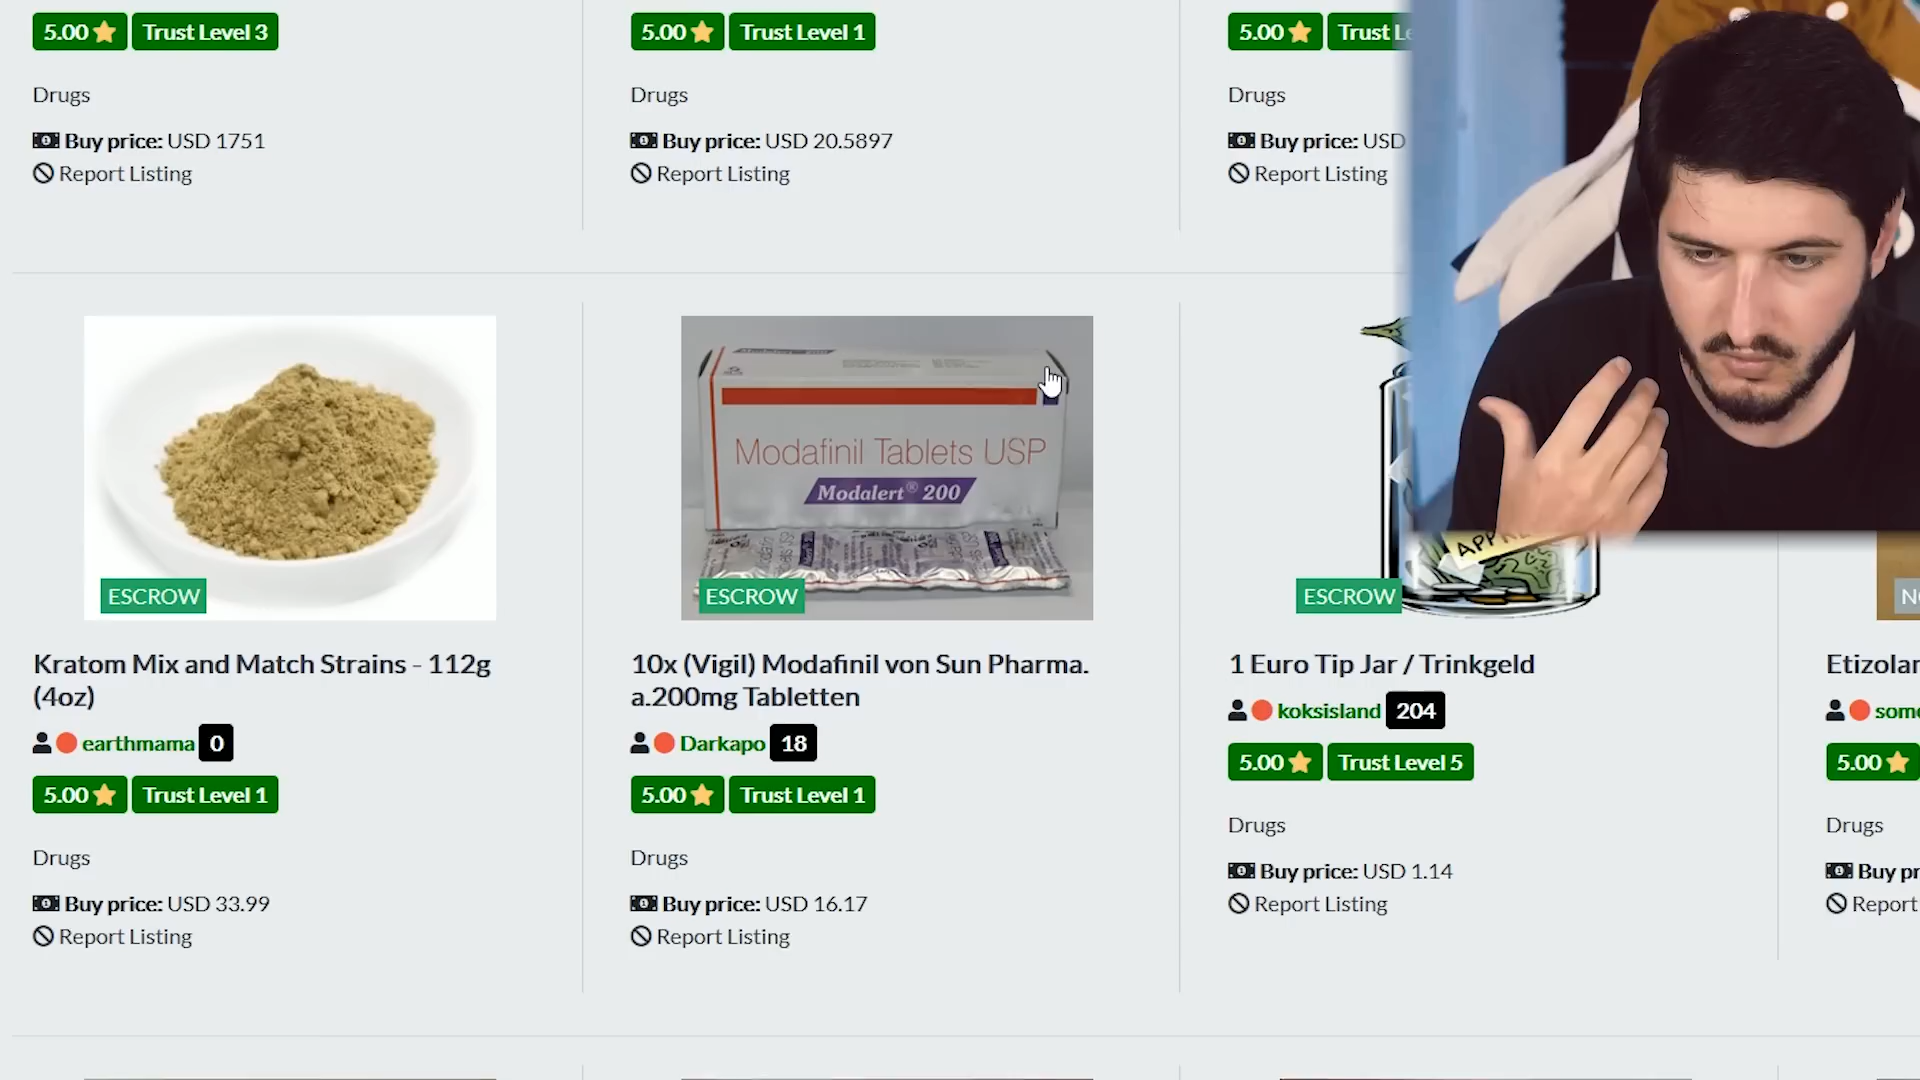 5.00 Trust Level 3
Drugs
Buy price: USD 1751
Report Listing
5.00 Trust Level 1
Drugs
Buy price: USD 20.5897
Report Listing
5.00 Trust
Drugs
Buy price: USD
Report Listing
ESCROW
Kratom Mix and Match Strains - 112g
(4oz)
earthmama 0
5.00 Trust Level 1
Drugs
Buy price: USD 33.99
Report Listing
Modalert 200
Modafinil Tablets USP
Modalert® 200
ESCROW
10x (Vigil) Modafinil von Sun Pharma.
a.200mg Tabletten
Darkapo 18
5.00 Trust Level 1
Drugs
Buy price: USD 16.17
Report Listing
ESCROW
1 Euro Tip Jar / Trinkgeld
koksisland 204
5.00 Trust Level 5
Drugs
Buy price: USD 1.14
Report Listing
5.00
Drugs
Report